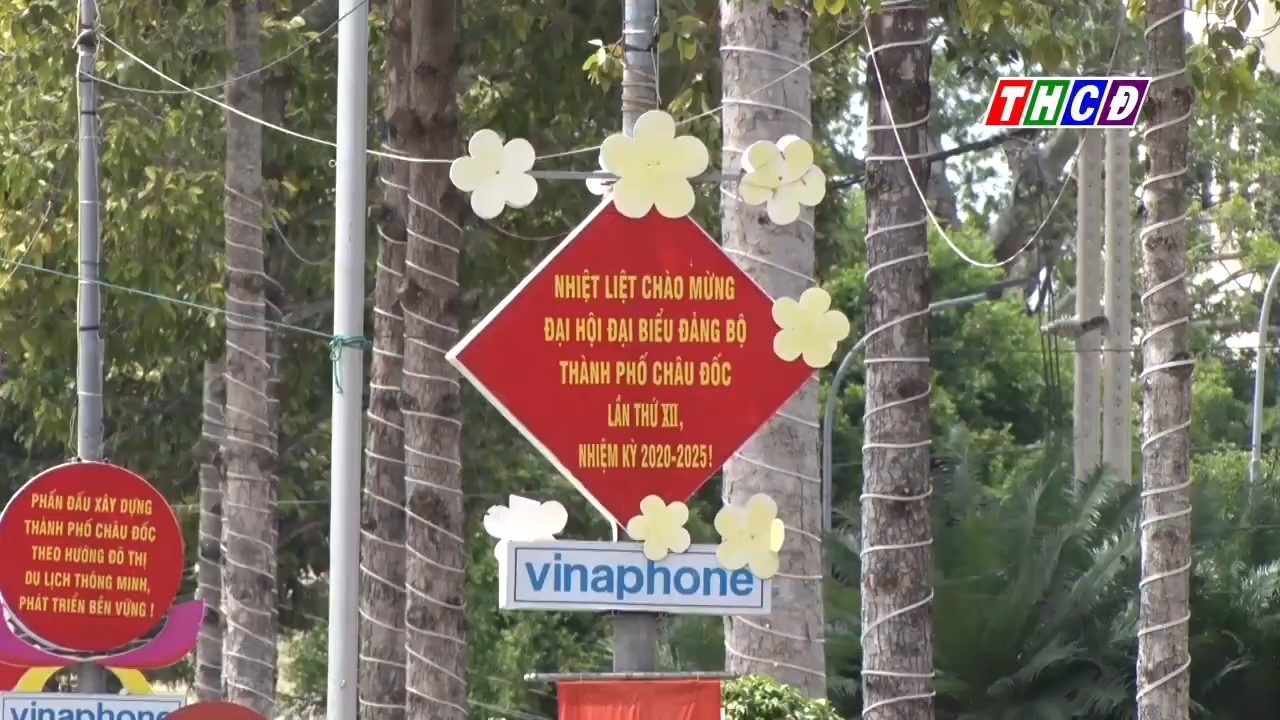 THCĐ
NHIỆT LIỆT CHÀO MỪNG
ĐẠI HỘI ĐẠI BIỂU ĐẢNG BỘ
THÀNH PHỐ CHÂU ĐỐC
LẦN THỨ XII,
NHIỆM KỲ 2020-2025!
vinaphone
PHẤN ĐẤU XÂY DỰNG
THÀNH PHỐ CHÂU ĐỐC
THEO HƯỚNG ĐÔ THỊ
DU LỊCH THÔNG MINH,
PHÁT TRIỂN BỀN VỮNG !
vinaphone